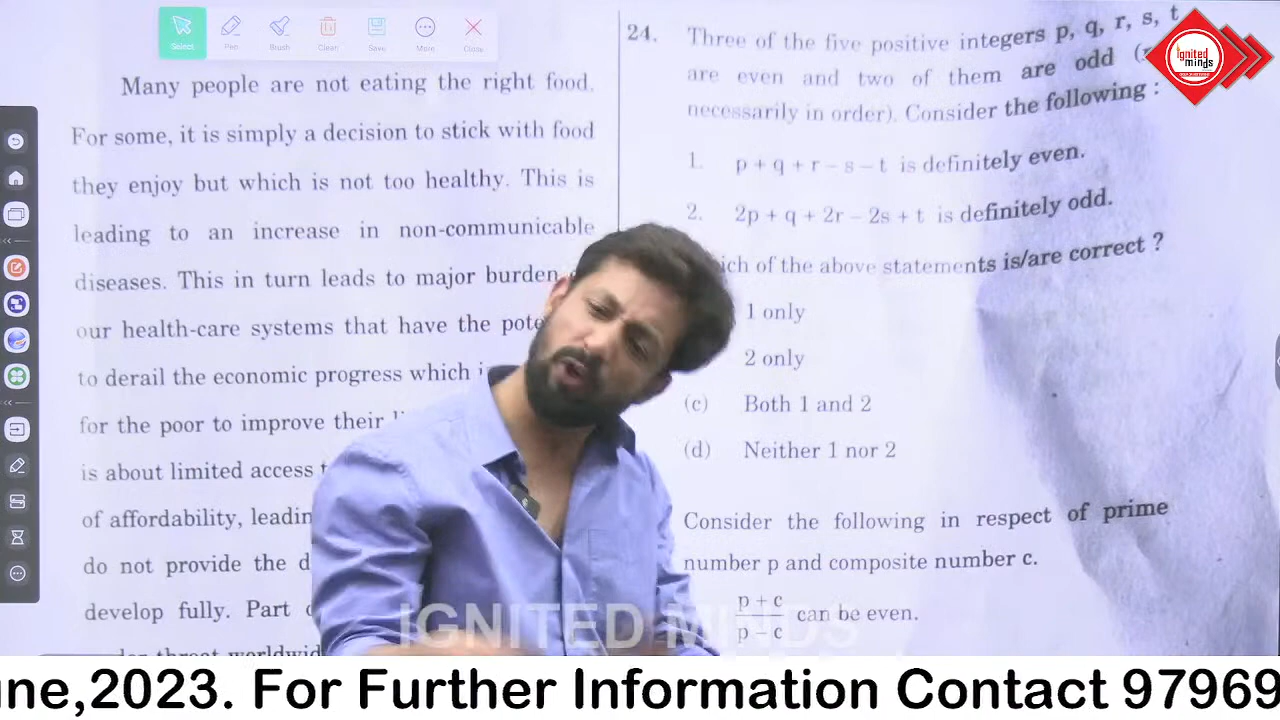 Select
Pen
Brush
Clean
Save
More
Close
Many people are not eating the right food.
For some, it is simply a decision to stick with food
they enjoy but which is not too healthy. This is
leading to an increase in non-communicable
diseases. This in turn leads to major burden
our health-care systems that have the
to derail the economic progress which
for the poor to improve their
is about limited access
of affordability,
do not provide the
develop fully. Part
24. Three of the five positive integers p, q, r, s, t
are even and two of them are odd
necessarily in order). Consider the following :
1. p + q + r – s – t is definitely even.
2. 2p + q + 2r – 2s + t is definitely odd.
of the above statements is/are correct ?
1 only
2 only
(c) Both 1 and 2
(d) Neither 1 nor 2
Consider the following in respect of prime
number p and composite number c.
p + c
can be even.
p – c
ignited
minds
IGNITED MINDS
,2023. For Further Information Contact 97969